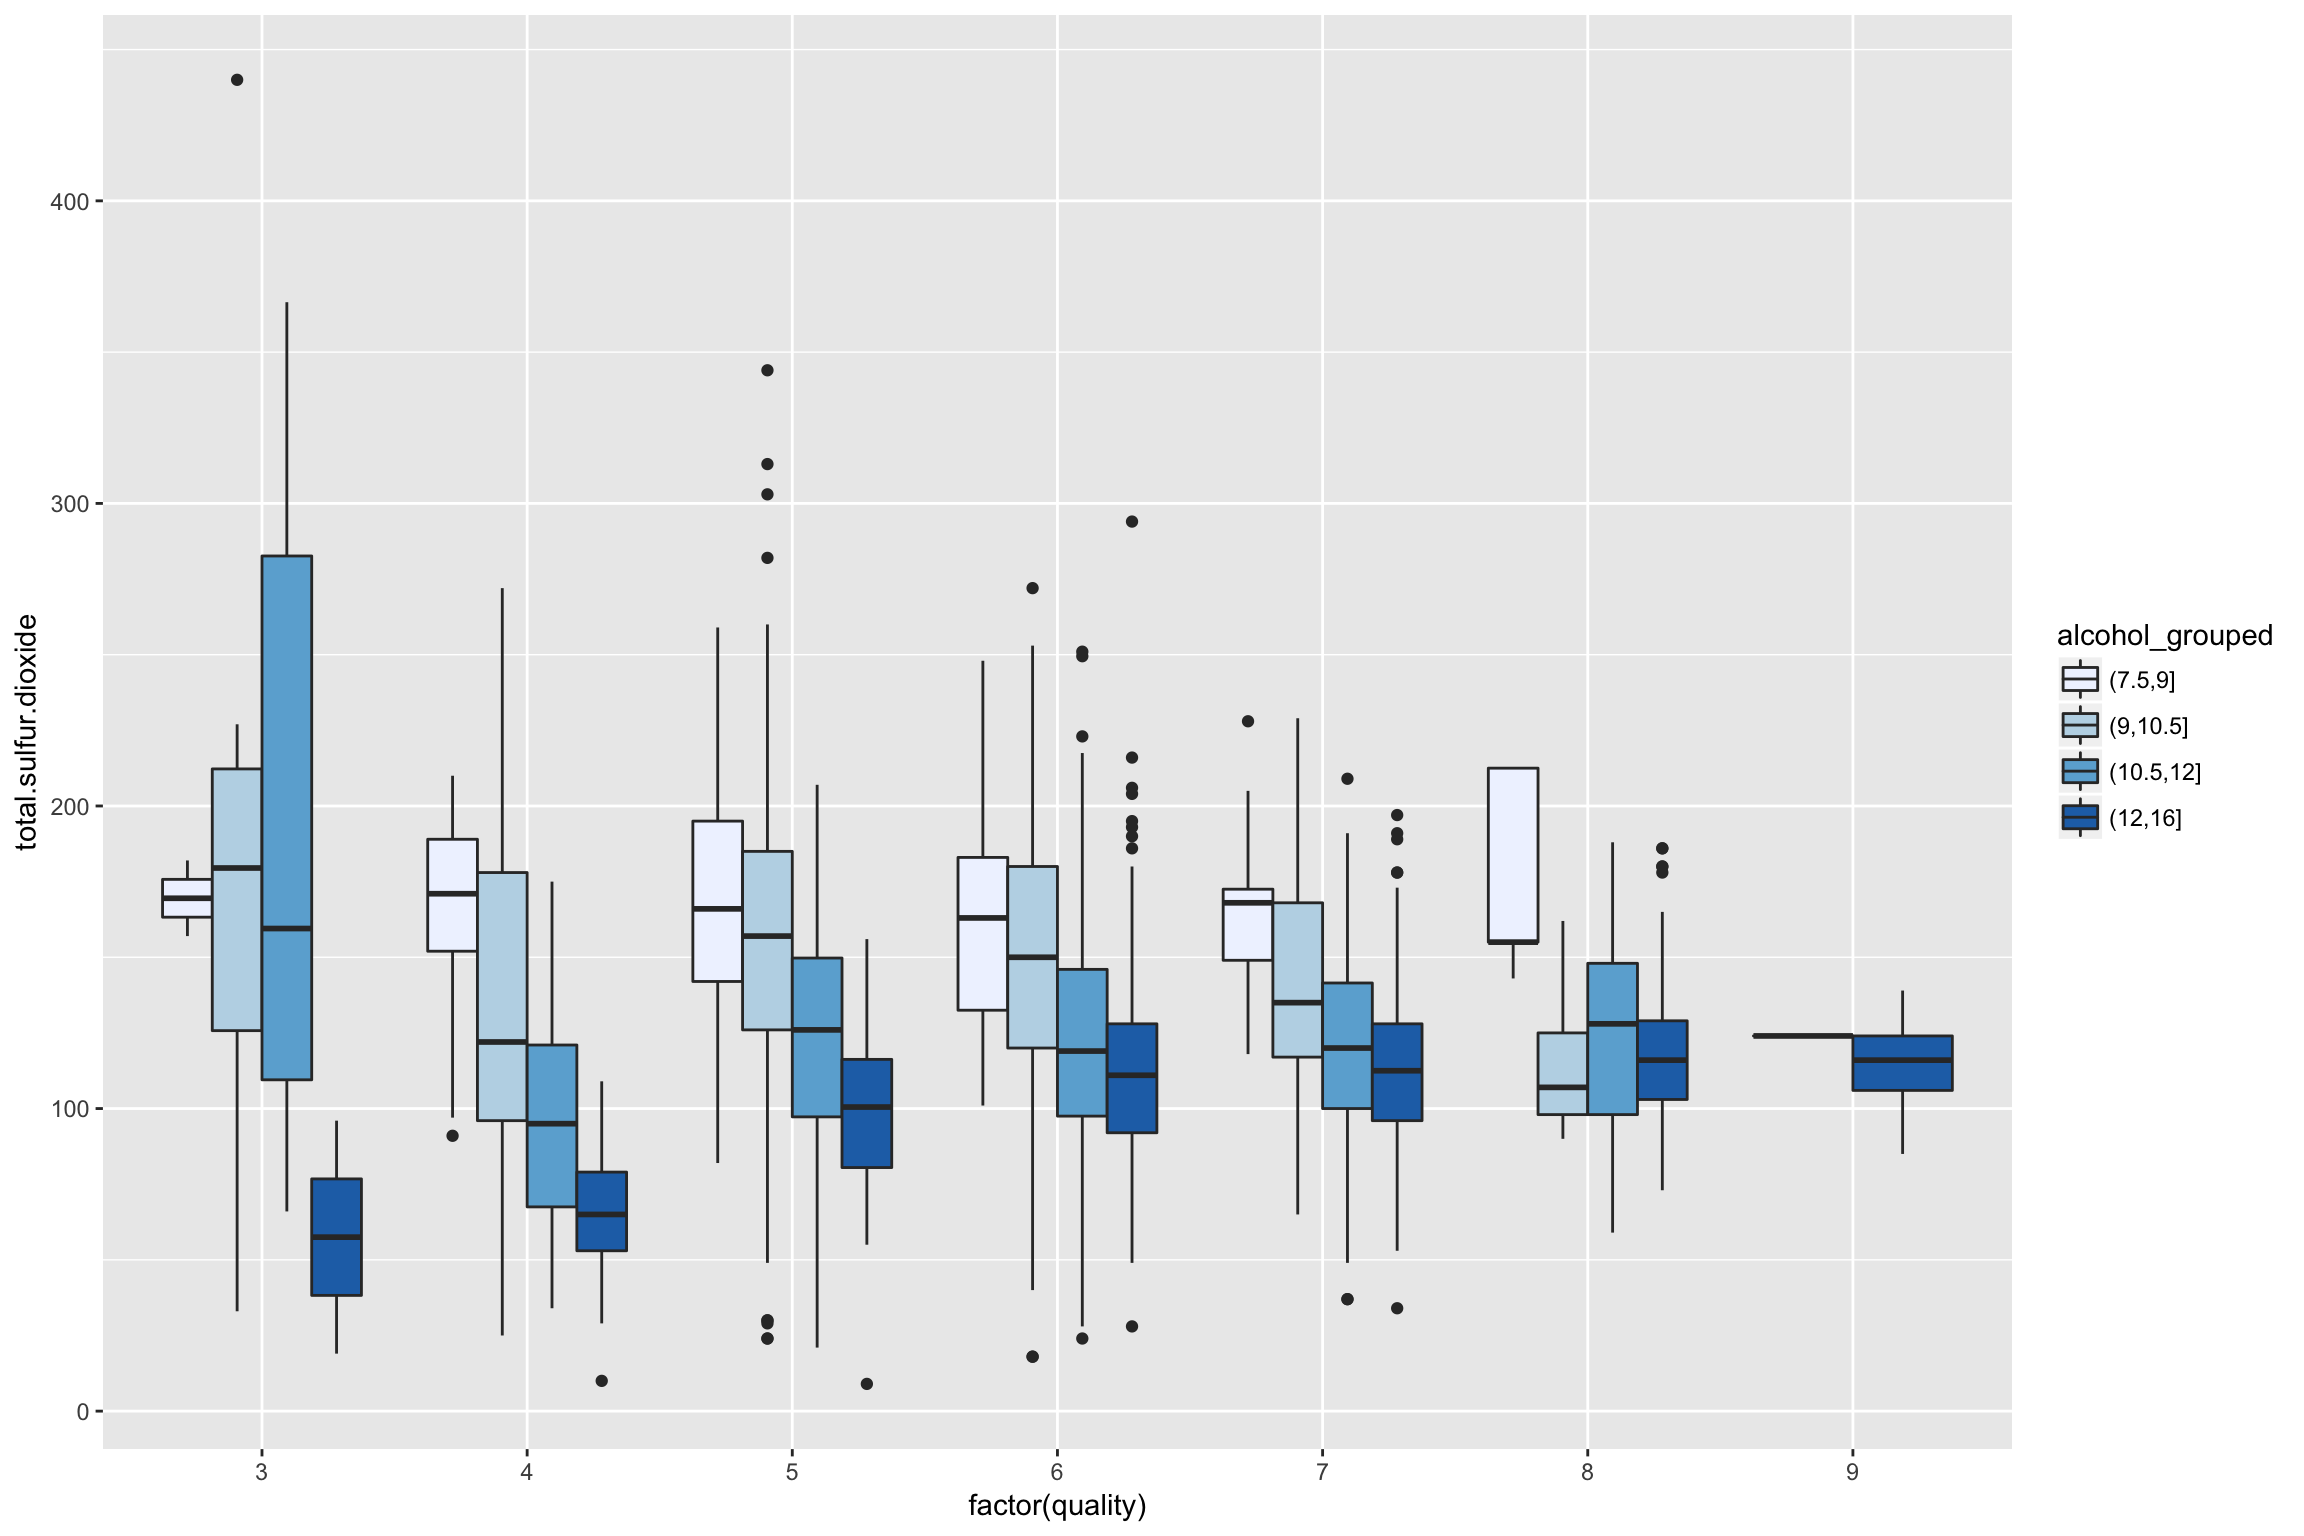 400
300
200
100
0
total.sulfur.dioxide
3 4 5 6 7 8 9
factor(quality)
alcohol_grouped
(7.5,9]
(9,10.5]
(10.5,12]
(12,16]